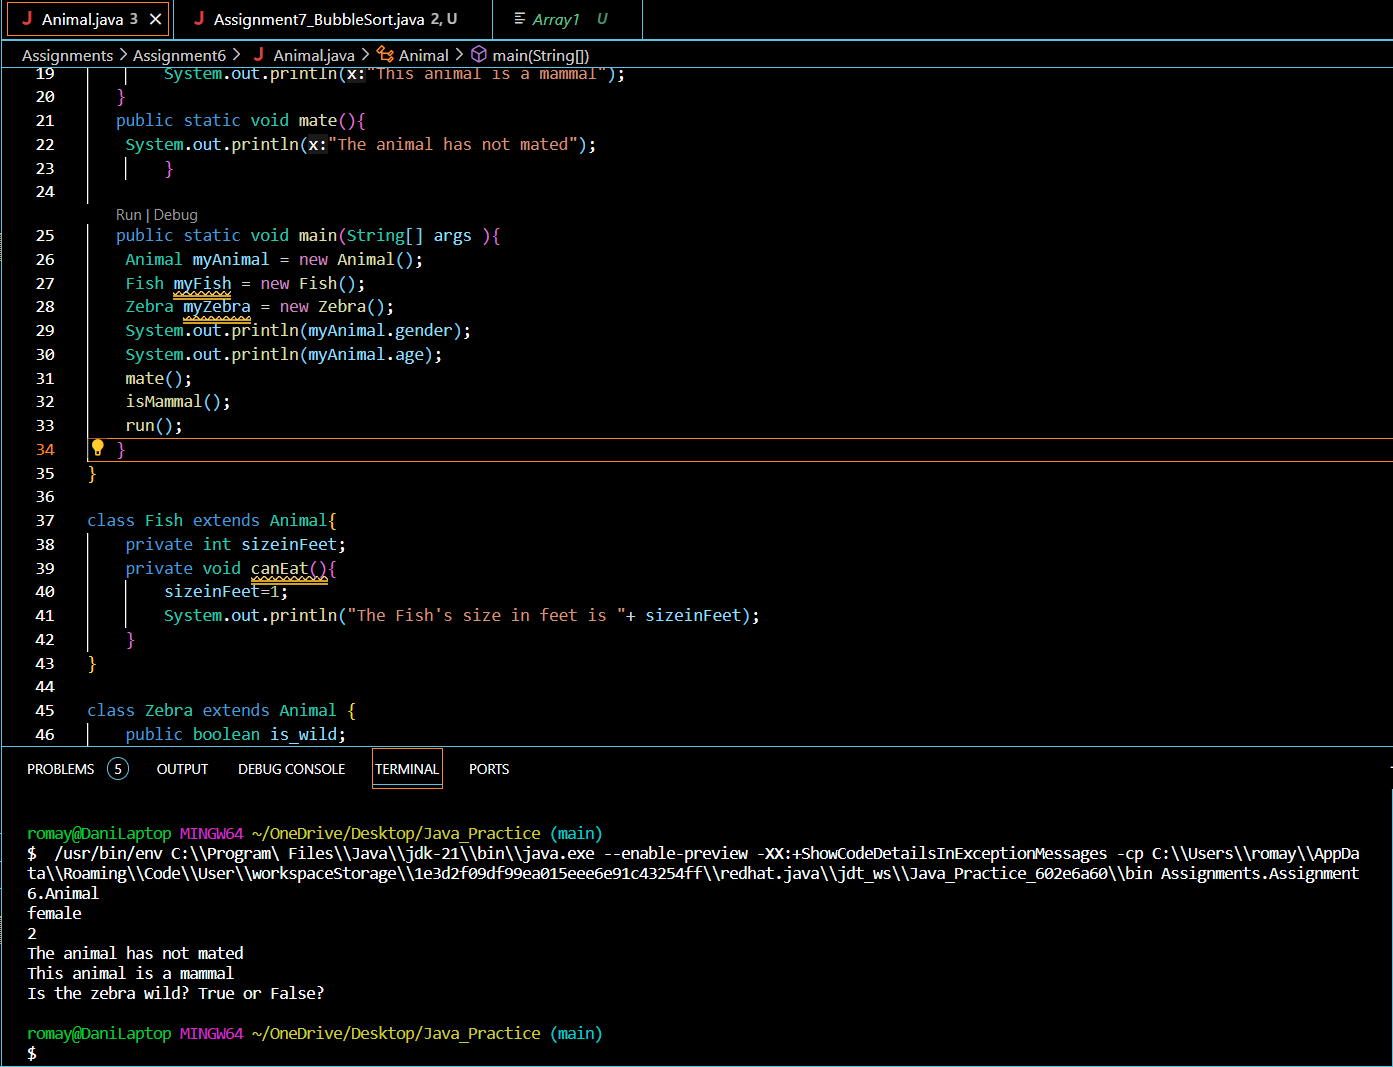 J Animal.java 3 × J Assignment7_BubbleSort.java 2, U Array1 U
Assignments > Assignment6 > J Animal.java > Animal > main(String[])
19 System.out.println(x:"This animal is a mammal");
20 }
21 public static void mate(){
22 System.out.println(x:"The animal has not mated");
23 }
24
Run | Debug
25 public static void main(String[] args ){
26 Animal myAnimal = new Animal();
27 Fish myFish = new Fish();
28 Zebra myZebra = new Zebra();
29 System.out.println(myAnimal.gender);
30 System.out.println(myAnimal.age);
31 mate();
32 isMammal();
33 run();
34 }
35 }
36
37 class Fish extends Animal{
38 private int sizeinFeet;
39 private void canEat(){
40 sizeinFeet=1;
41 System.out.println("The Fish's size in feet is "+ sizeinFeet);
42 }
43 }
44
45 class Zebra extends Animal {
46 public boolean is_wild;
PROBLEMS 5 OUTPUT DEBUG CONSOLE TERMINAL PORTS
romay@DaniLaptop MINGW64 ~/OneDrive/Desktop/Java_Practice (main)
$ /usr/bin/env C:\\Program\ Files\\Java\\jdk-21\\bin\\java.exe --enable-preview -XX:+ShowCodeDetailsInExceptionMessages -cp C:\\Users\\romay\\AppDa
ta\\Roaming\\Code\\User\\workspaceStorage\\1e3d2f09df99ea015eee6e91c43254ff\\redhat.java\\jdt_ws\\Java_Practice_602e6a60\\bin Assignments.Assignment
6.Animal
female
2
The animal has not mated
This animal is a mammal
Is the zebra wild? True or False?
romay@DaniLaptop MINGW64 ~/OneDrive/Desktop/Java_Practice (main)
$